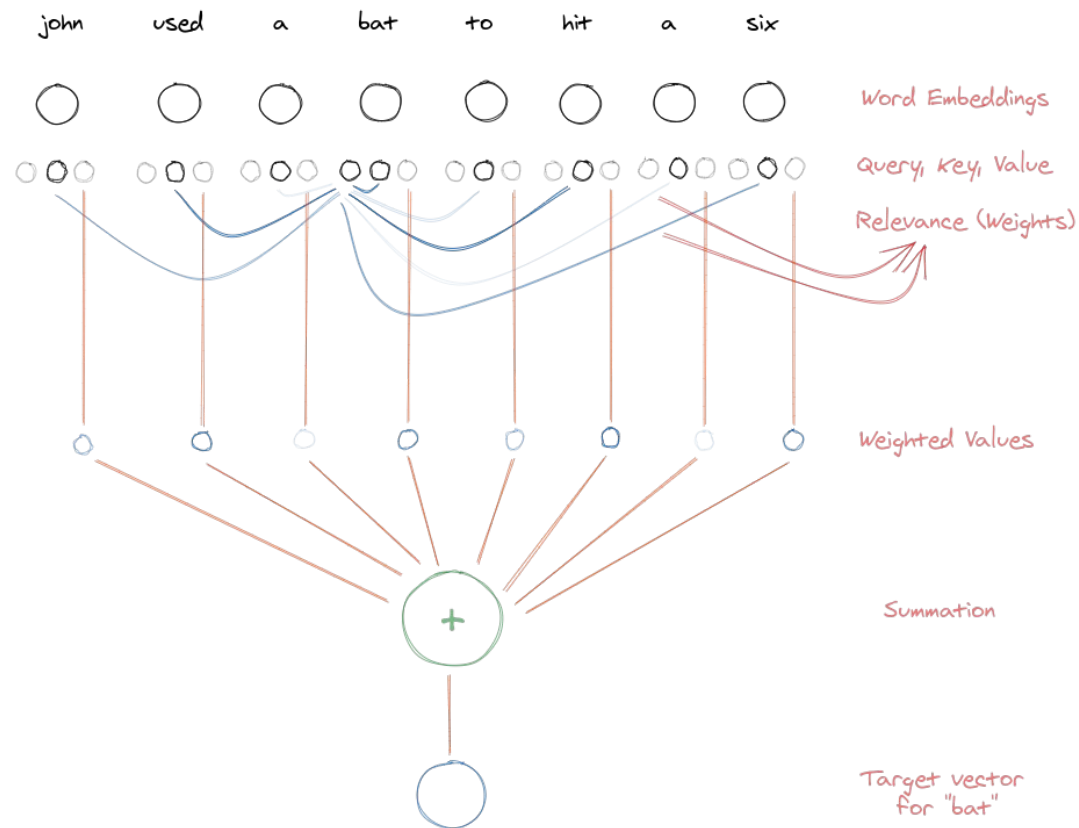 john used a bat to hit a six
Word Embeddings
Query, Key, Value
Relevance (Weights)
Weighted Values
+
Summation
Target vector
for "bat"